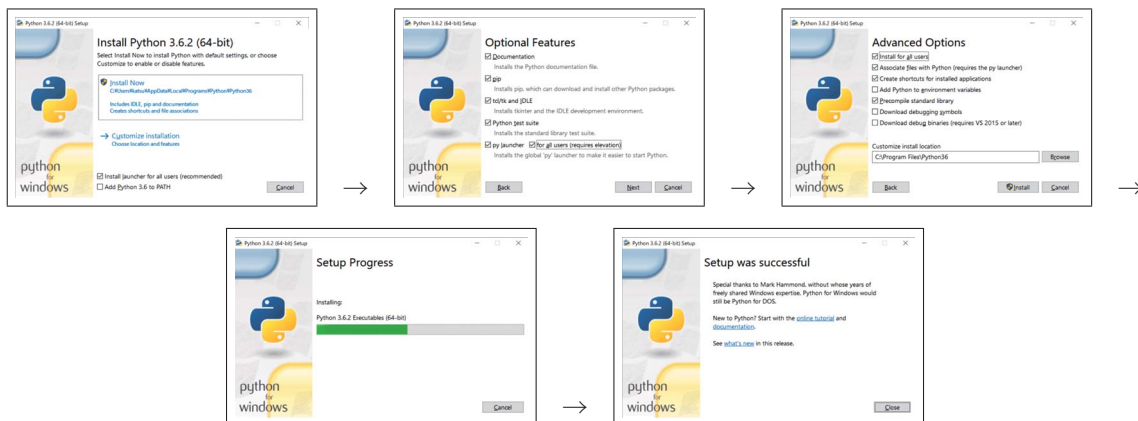 Python 3.6.2 (64-bit) Setup
Install Python 3.6.2 (64-bit)
Select Install Now to install Python with default settings, or choose
Customize to enable or disable features.
Install Now
C:¥Users¥katsu¥AppData¥Local¥Programs¥Python¥Python36
Includes IDLE, pip and documentation
Creates shortcuts and file associations
→ Customize installation
Choose location and features
Install launcher for all users (recommended)
Add Python 3.6 to PATH
Cancel
python
for
windows
→
Python 3.6.2 (64-bit) Setup
Optional Features
Documentation
Installs the Python documentation file.
pip
Installs pip, which can download and install other Python packages.
tcl/tk and IDLE
Installs tkinter and the IDLE development environment.
Python test suite
Installs the standard library test suite.
py launcher for all users (requires elevation)
Installs the global 'py' launcher to make it easier to start Python.
Back Next Cancel
python
for
windows
→
Python 3.6.2 (64-bit) Setup
Advanced Options
Install for all users
Associate files with Python (requires the py launcher)
Create shortcuts for installed applications
Add Python to environment variables
Precompile standard library
Download debugging symbols
Download debug binaries (requires VS 2015 or later)
Customize install location
C:\Program Files\Python36 Browse
Back Install Cancel
python
for
windows
→
Python 3.6.2 (64-bit) Setup
Setup Progress
Installing:
Python 3.6.2 Executables (64-bit)
Cancel
python
for
windows
→
Python 3.6.2 (64-bit) Setup
Setup was successful
Special thanks to Mark Hammond, without whose years of
freely shared Windows expertise, Python for Windows would
still be Python for DOS.
New to Python? Start with the online tutorial and
documentation.
See what's new in this release.
Close
python
for
windows